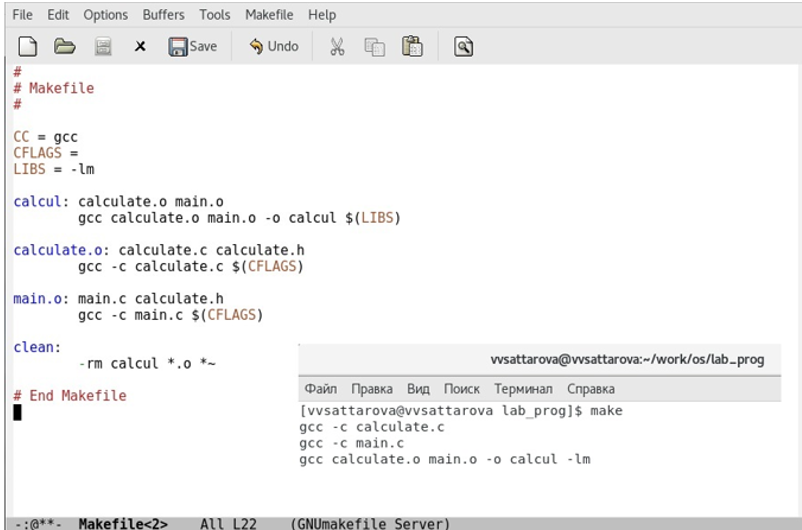 File Edit Options Buffers Tools Makefile Help
Save Undo
#
# Makefile
#
CC = gcc
CFLAGS =
LIBS = -lm
calcul: calculate.o main.o
gcc calculate.o main.o -o calcul $(LIBS)
calculate.o: calculate.c calculate.h
gcc -c calculate.c $(CFLAGS)
main.o: main.c calculate.h
gcc -c main.c $(CFLAGS)
clean:
-rm calcul *.o *~
# End Makefile
vvsattarova@vvsattarova:~/work/os/lab_prog
Файл Правка Вид Поиск Терминал Справка
[vvsattarova@vvsattarova lab_prog]$ make
gcc -c calculate.c
gcc -c main.c
gcc calculate.o main.o -o calcul -lm
-:@**- Makefile<2> All L22 (GNUmakefile Server)